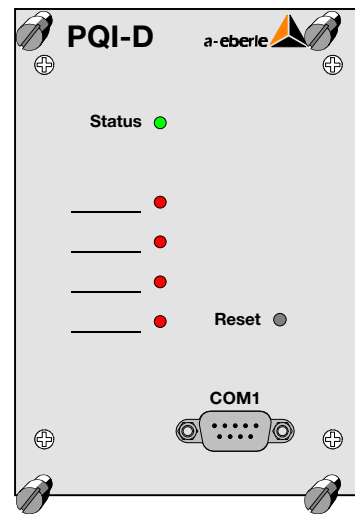 PQI-D
a-eberle
Status
Reset
COM1